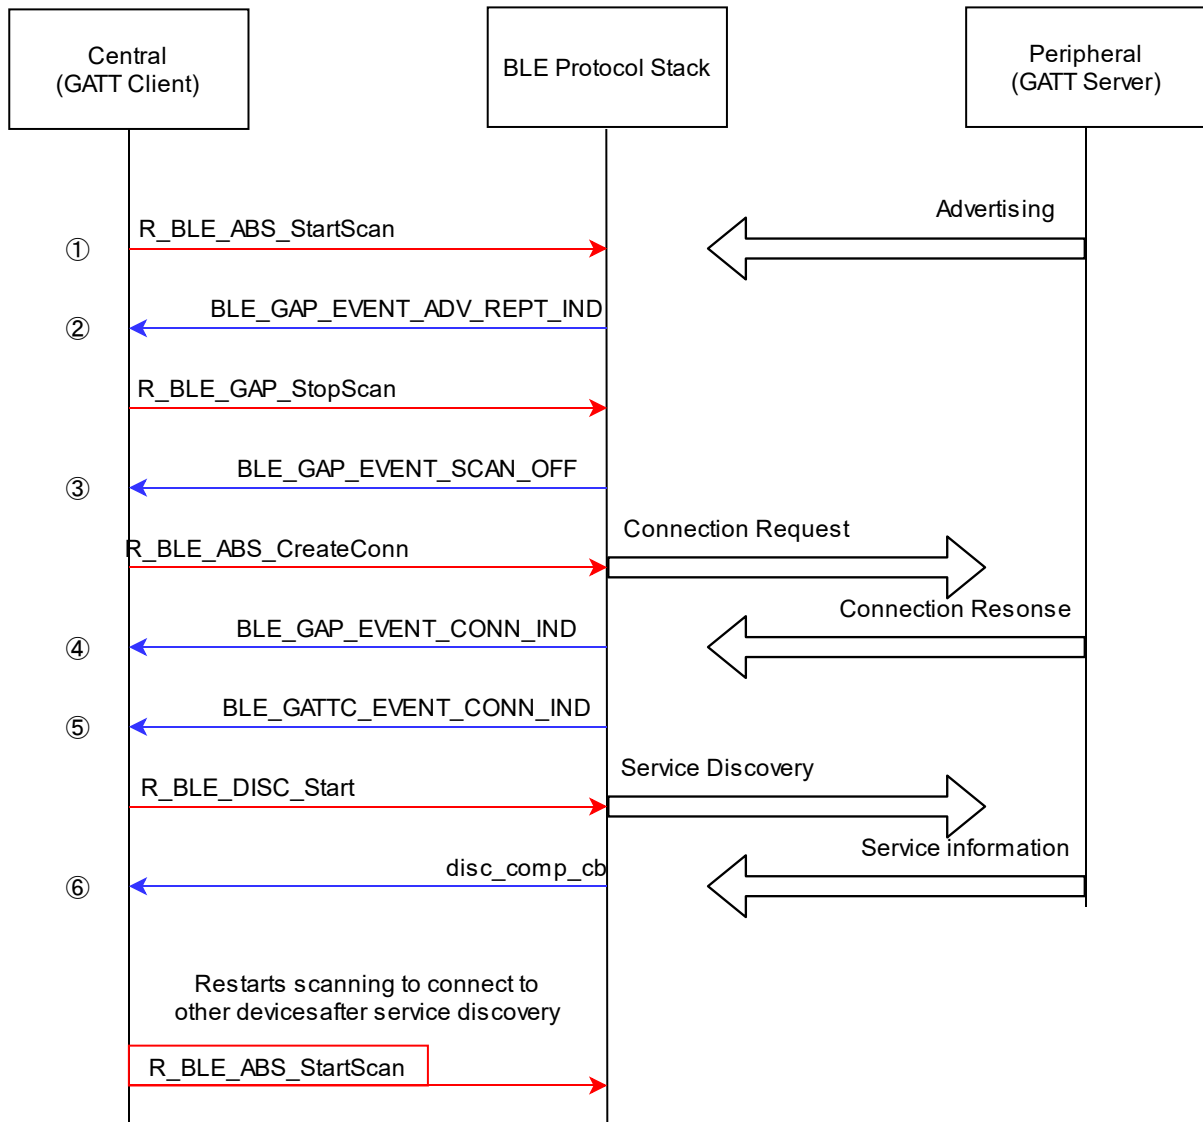 Central
(GATT Client)
BLE Protocol Stack
Peripheral
(GATT Server)
Advertising
R_BLE_ABS_StartScan
①
BLE_GAP_EVENT_ADV_REPT_IND
②
R_BLE_GAP_StopScan
BLE_GAP_EVENT_SCAN_OFF
③
Connection Request
R_BLE_ABS_CreateConn
Connection Resonse
BLE_GAP_EVENT_CONN_IND
④
BLE_GATTC_EVENT_CONN_IND
⑤
Service Discovery
R_BLE_DISC_Start
Service information
disc_comp_cb
⑥
Restarts scanning to connect to
other devicesafter service discovery
R_BLE_ABS_StartScan